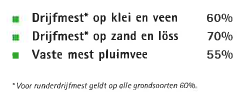 Drijfmest* op klei en veen 60%
Drijfmest* op zand en löss 70%
Vaste mest pluimvee 55%
*Voor runderdrijfmest geldt op alle grondsoorten 60%.